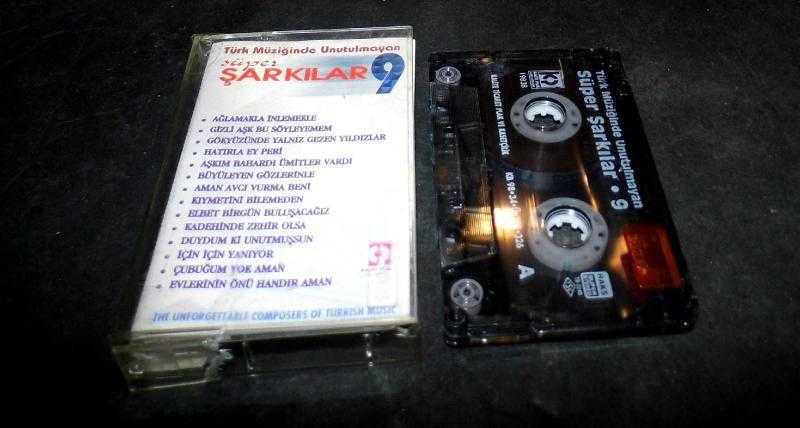 Türk Müziğinde Unutulmayan
süper
ŞARKILAR 9
• AĞLAMAKLA İNLEMEKLE
• GİZLİ AŞK BU SÖYLEYEMEM
• GÖKYÜZÜNDE YALNIZ GEZEN YILDIZLAR
• HATIRLA EY PERİ
• AŞKIM BAHARDI ÜMİTLER VARDI
• BÜYÜLEYEN GÖZLERİNLE
• AMAN AVCI VURMA BENİ
• KIYMETİNİ BİLEMEDEN
• ELBET BİRGÜN BULUŞACAĞIZ
• KADEHİNDE ZEHİR OLSA
• DUYDUM Kİ UNUTMUŞSUN
• İÇİN İÇİN YANIYOR
• ÇUBUĞUM YOK AMAN
• EVLERİNİN ÖNÜ HANDIR AMAN
THE UNFORGETTABLE COMPOSERS OF TURKISH MUSIC
Türk Müziğinde Unutulmayan
Süper Şarkılar • 9
A
RAKS